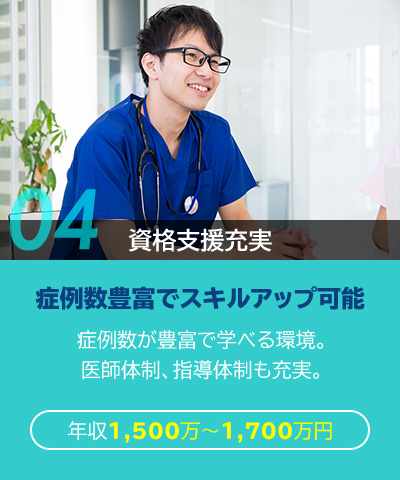 04
資格支援充実
症例数豊富でスキルアップ可能
症例数が豊富で学べる環境。
医師体制、指導体制も充実。
年収1,500万～1,700万円